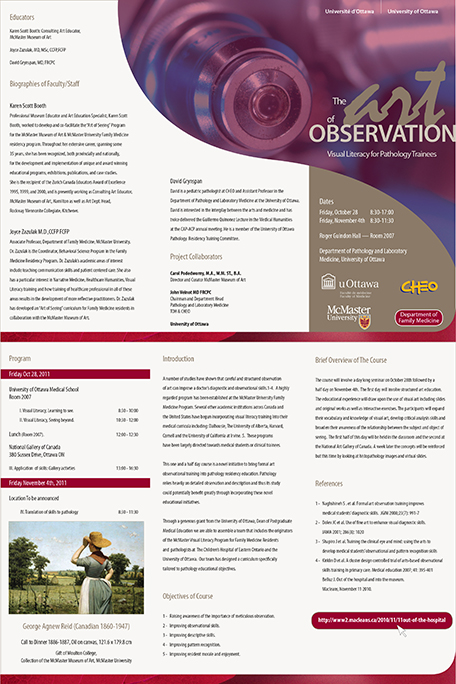 Educators
Karen Scott Booth: Consulting Art Educator,
McMaster Museum of Art
Joyce Zazulak, MD, MSc, CCFP, FCFP
David Grynspan, MD, FRCPC
Biographies of Faculty/Staff
Karen Scott Booth
Professional Museum Educator and Art Education Specialist, Karen Scott
Booth, worked to develop and co-facilitate the "Art of Seeing" Program
for the McMaster Museum of Art & McMaster University Family Medicine
residency program. Throughout her extensive career, spanning some
35 years, she has been recognized, both provincially and nationally,
for the development and implementation of unique and award winning
educational programs, exhibitions, publications, and case studies.
She is the recipient of the Zurich Canada Educators Award of Excellence
1995, 1999, and 2000, and is presently working as Consulting Art Educator,
McMaster Museum of Art, Hamilton as well as Art Dept. Head,
Rockway Mennonite Collegiate, Kitchener.
Joyce Zazulak M.D., CCFP FCFP
Associate Professor, Department of Family Medicine, McMaster University.
Dr. Zazulak is the Coordinator, Behavioural Science Program in the Family
Medicine Residency Program. Dr. Zazulak's academic areas of interest
include teaching communication skills and patient centered care. She also
has a particular interest in Narrative Medicine, Healthcare Humanities, Visual
Literacy training and how training of healthcare professionals in all of these
areas results in the development of more reflective practitioners. Dr. Zazulak
has developed an "Art of Seeing" curriculum for Family Medicine residents in
collaboration with the McMaster Museum of Art.
David Grynspan
David is a pediatric pathologist at CHEO and Assistant Professor in the
Department of Pathology and Laboratory Medicine at the University of Ottawa.
David is interested in the interplay between the arts and medicine and has
twice delivered the Guillermo Quinonez Lecture in the Medical Humanities
at the CAP-ACP annual meeting. He is a member of the University of Ottawa
Pathology Residency Training Committee.
Project Collaborators
Carol Podedworny, M.A., M.M. ST., B.A.
Director and Curator McMaster Museum of Art
John Veinot MD FRCPC
Chairman and Department Head
Pathology and Laboratory Medicine
TOH & CHEO
University of Ottawa
Université d'Ottawa | University of Ottawa
The art
of
OBSERVATION
Visual Literacy for Pathology Trainees
Dates
Friday, October 28 8.30-17.00
Friday, November 4th 8.30-11.30
Roger Guindon Hall — Room 2007
Department of Pathology and Laboratory
Medicine, University of Ottawa
uOttawa
Faculté de médecine
Faculty of Medicine
CHEO
McMaster
University
Department of
Family Medicine
Program
Friday Oct 28, 2011
University of Ottawa Medical School
Room 2007
I. Visual Literacy: Learning to see. 8:30 - 10:00
II. Visual Literacy, Seeing beyond. 10:30 - 12:00
Lunch (Room 2007). 12:00 - 12:30
National Gallery of Canada
380 Sussex Drive, Ottawa ON
III. Application of skills: Gallery activities 13:00 - 16:30
Friday November 4th, 2011
Location To be announced
IV. Translation of skills to pathology 8:30 - 11:30
George Agnew Reid (Canadian 1860-1947)
Call to Dinner 1886-1887, Oil on canvas, 121.6 x 179.8 cm
Gift of Moulton College,
Collection of the McMaster Museum of Art, McMaster University
Introduction
A number of studies have shown that careful and structured observation
of art can improve a doctor's diagnostic and observational skills 1-4. A highly
regarded program has been established at the McMaster University Family
Medicine Program. Several other academic institutions across Canada and
the United States have begun incorporating visual literacy training into their
medical curricula including: Dalhousie, The University of Alberta, Harvard,
Cornell and the University of California at Irvine. 5. These programs
have been largely directed towards medical students or clinical trainees.
This one and a half day course is a novel initiative to bring formal art
observational training into pathology residency education. Pathology
relies heavily on detailed observation and description and thus its study
could potentially benefit greatly through incorporating these novel
educational initiatives.
Through a generous grant from the University of Ottawa, Dean of Postgraduate
Medical Education we are able to assemble a team that includes the originators
of the McMaster Visual Literacy Program for Family Medicine Residents
and pathologists at The Children's Hospital of Eastern Ontario and the
University of Ottawa. Our team has designed a curriculum specifically
tailored to pathology educational objectives.
Objectives of Course
1 - Raising awareness of the importance of meticulous observation.
2 - Improving observational skills.
3 - Improving descriptive skills.
4 - Improving pattern recognition.
5 - Improving resident morale and enjoyment.
Brief Overview of The Course
The course will involve a day long seminar on October 28th followed by a
half day on November 4th. The first day will involve structured art education.
The educational experience will draw upon the use of visual art including slides
and original works as well as interactive exercises. The participants will expand
their vocabulary and knowledge of visual art, develop critical analysis skills and
broaden their awareness of the relationship between the subject and object of
seeing. The first half of this day will be held in the classroom and the second at
the National Art Gallery of Canada. A week later the concepts will be reinforced
but this time by looking at histopathology images and virtual slides.
References
1 - Naghshineh S. et al. Formal art observation training improves
medical students' diagnostic skills. JGIM 2008;23(7): 991-7
2 - Dolev JC et al. Use of fine art to enhance visual diagnostic skills.
JAMA 2001; 286(9): 1020
3 - Shapiro J et al. Training the clinical eye and mind: using the arts to
develop medical students' observational and pattern recognition skills
4 - Kirklin D et al. A cluster design controlled trial of arts-based observational
skills training in primary care. Medical education 2007; 41: 395-401
Belluz J. Out of the hospital and into the museum.
Macleans, November 11 2010.
http://www2.macleans.ca/2010/11/11out-of-the-hospital